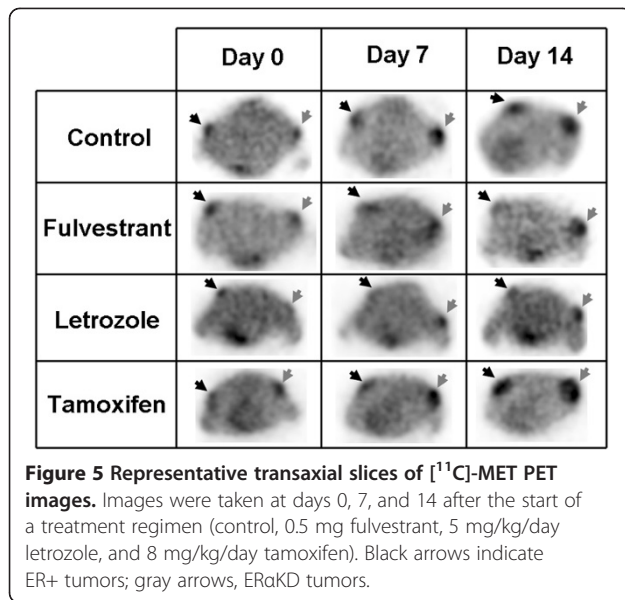 Day 0 Day 7 Day 14
Control
Fulvestrant
Letrozole
Tamoxifen
Figure 5 Representative transaxial slices of [¹¹C]-MET PET
images. Images were taken at days 0, 7, and 14 after the start of
a treatment regimen (control, 0.5 mg fulvestrant, 5 mg/kg/day
letrozole, and 8 mg/kg/day tamoxifen). Black arrows indicate
ER+ tumors; gray arrows, ERαKD tumors.